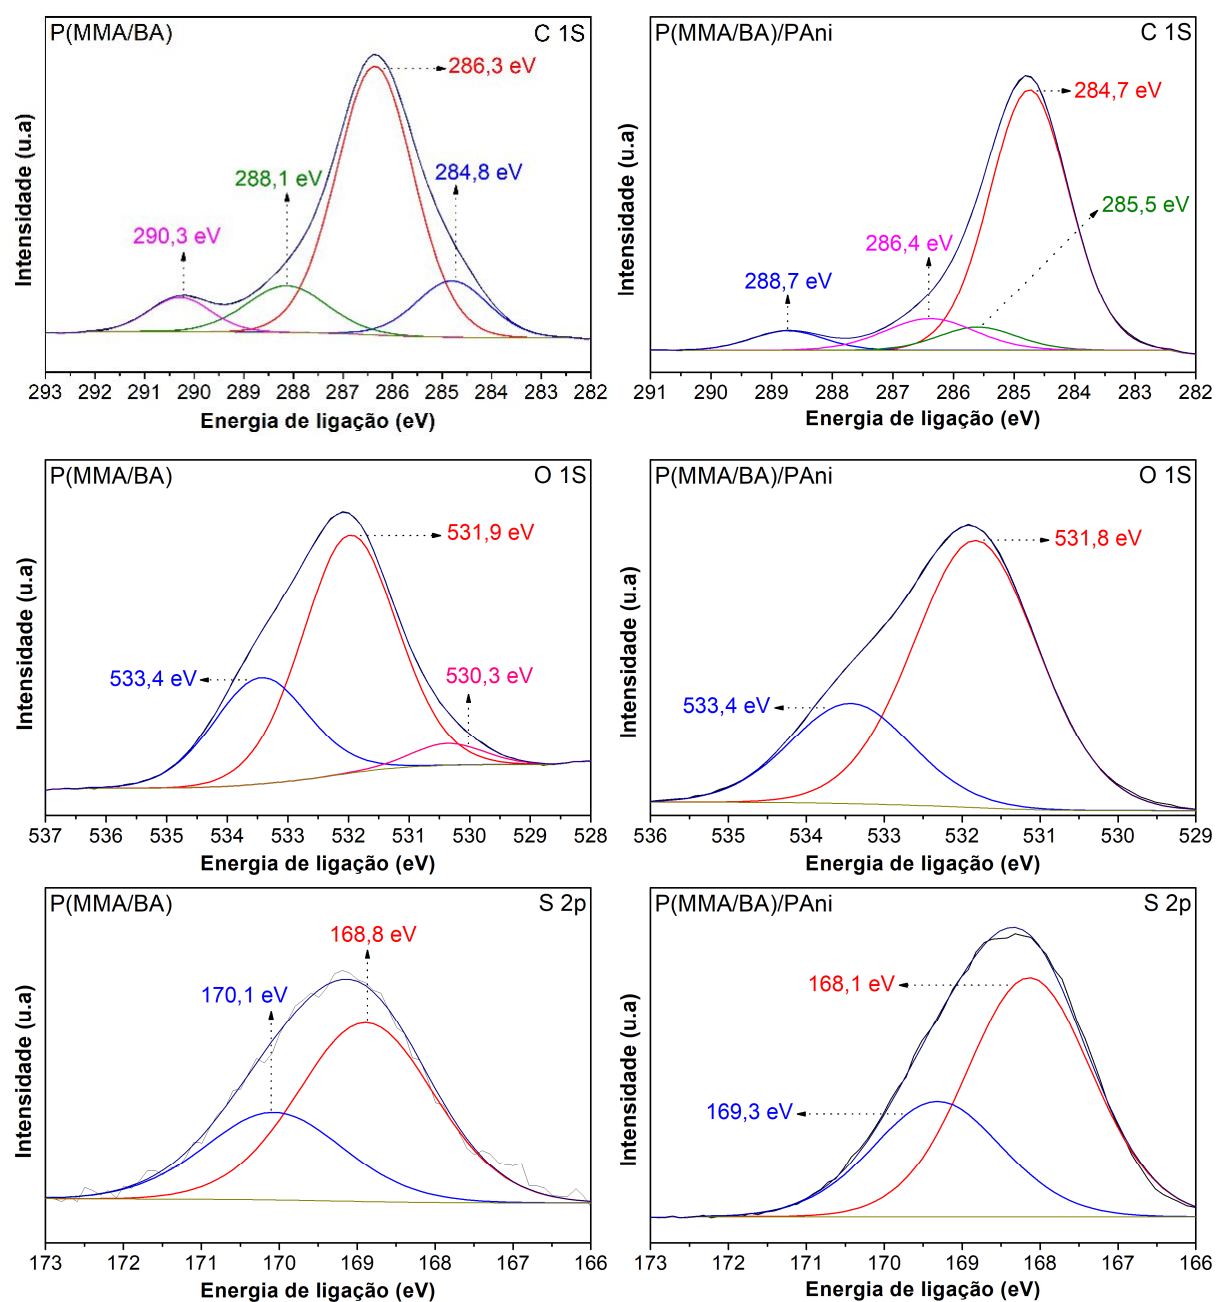 P(MMA/BA)
C 1S
286,3 eV
284,8 eV
288,1 eV
290,3 eV
Intensidade (u.a)
293 292 291 290 289 288 287 286 285 284 283 282
Energia de ligação (eV)
P(MMA/BA)/PAni
C 1S
284,7 eV
285,5 eV
286,4 eV
288,7 eV
Intensidade (u.a)
291 290 289 288 287 286 285 284 283 282
Energia de ligação (eV)
P(MMA/BA)
O 1S
531,9 eV
533,4 eV
530,3 eV
Intensidade (u.a)
537 536 535 534 533 532 531 530 529 528
Energia de ligação (eV)
P(MMA/BA)/PAni
O 1S
531,8 eV
533,4 eV
Intensidade (u.a)
536 535 534 533 532 531 530 529
Energia de ligação (eV)
P(MMA/BA)
S 2p
168,8 eV
170,1 eV
Intensidade (u.a)
173 172 171 170 169 168 167 166
Energia de ligação (eV)
P(MMA/BA)/PAni
S 2p
168,1 eV
169,3 eV
Intensidade (u.a)
173 172 171 170 169 168 167 166
Energia de ligação (eV)